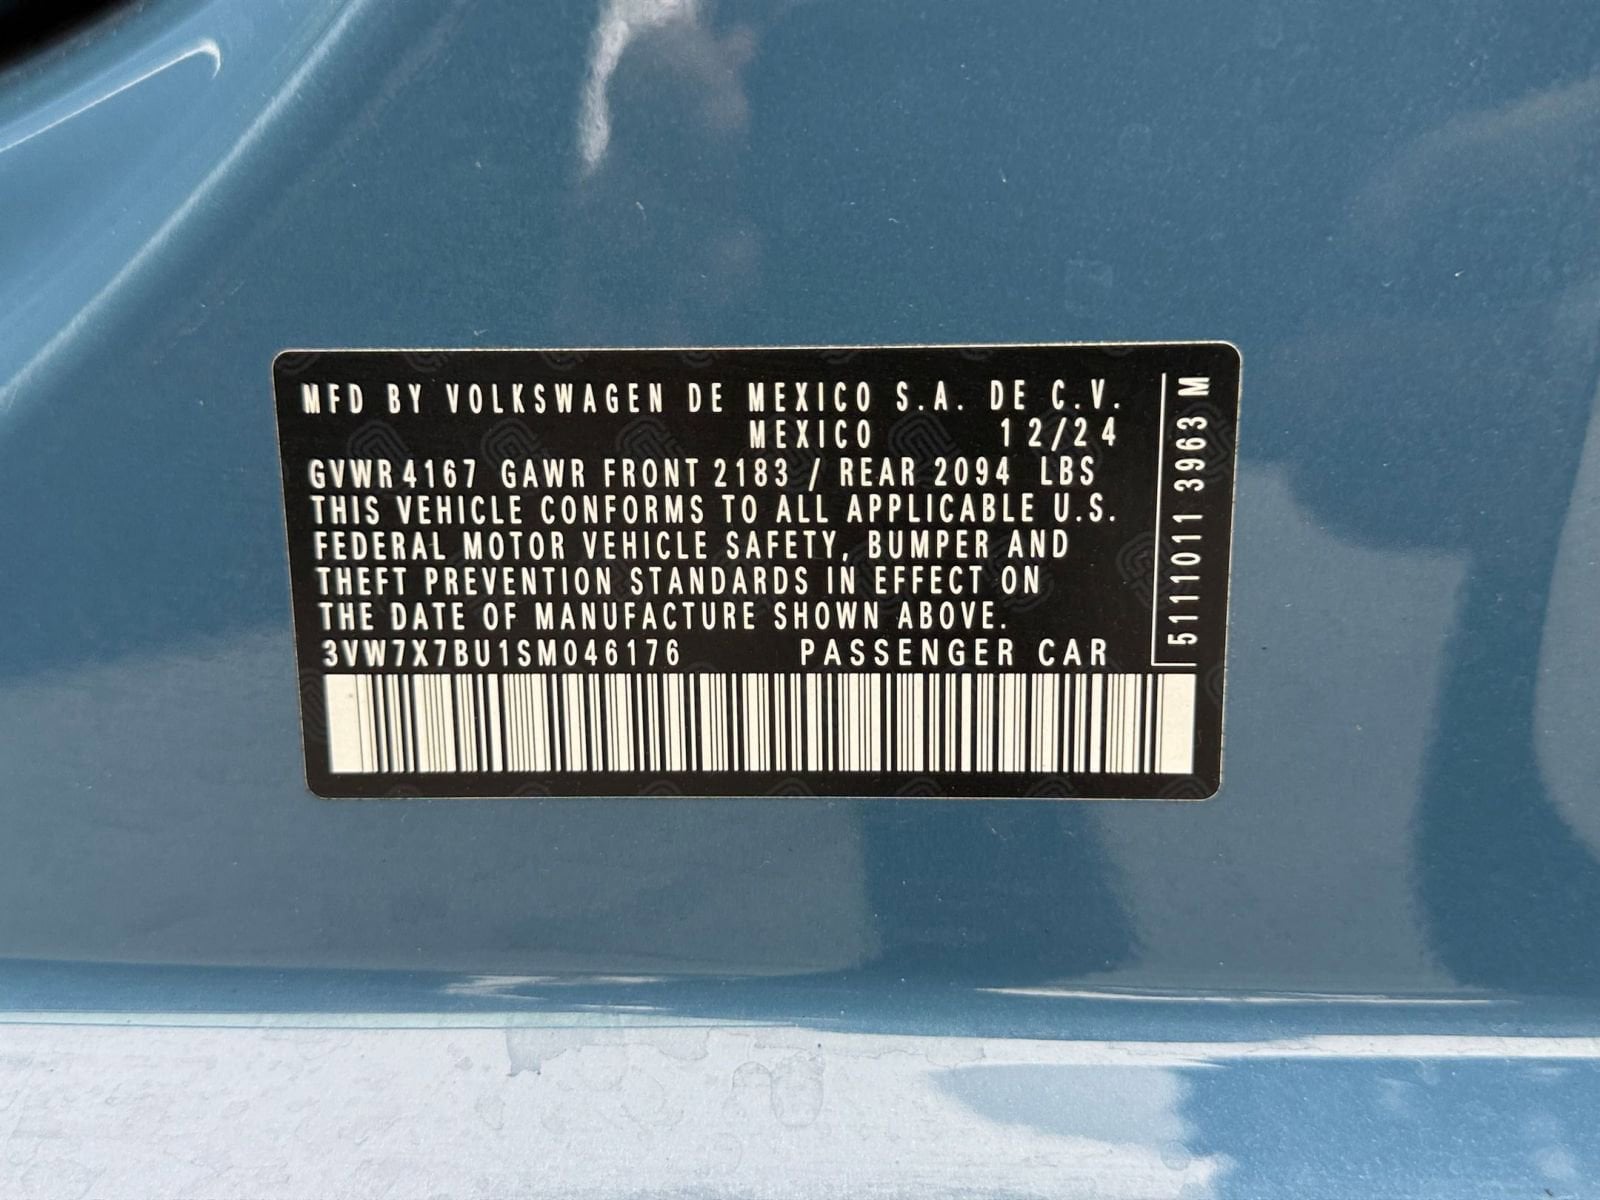 MFD BY VOLKSWAGEN DE MEXICO S.A. DE C.V.
MEXICO 12/24
GVWR 4167 GAWR FRONT 2183 / REAR 2094 LBS
THIS VEHICLE CONFORMS TO ALL APPLICABLE U.S.
FEDERAL MOTOR VEHICLE SAFETY, BUMPER AND
THEFT PREVENTION STANDARDS IN EFFECT ON
THE DATE OF MANUFACTURE SHOWN ABOVE.
3VW7X7BU1SM046176 PASSENGER CAR
5111011 3963 M